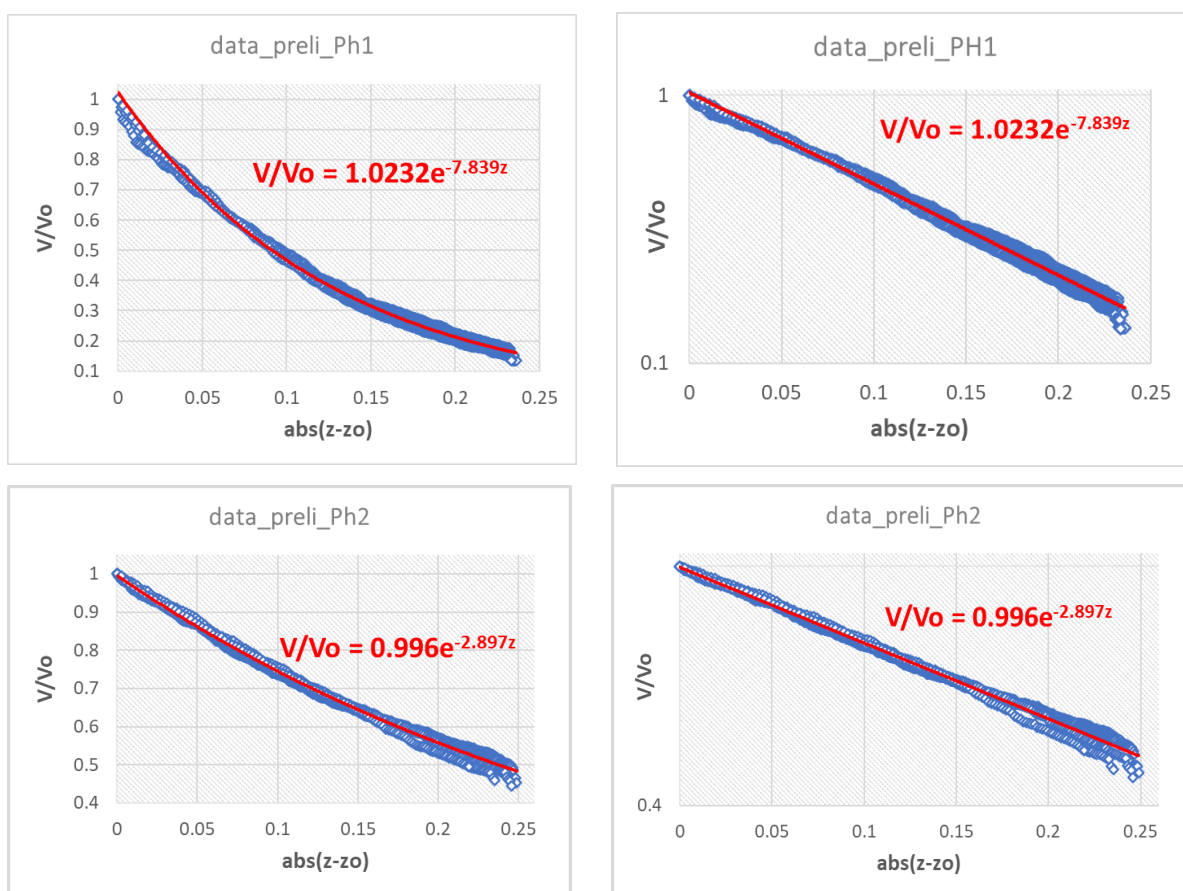 data_preli_Ph1
1
0.9
0.8
0.7
0.6
0.5
0.4
0.3
0.2
0.1
V/Vo
V/Vo = 1.0232e^-7.839z
0 0.05 0.1 0.15 0.2 0.25
abs(z-zo)
data_preli_PH1
1
0.1
V/Vo
V/Vo = 1.0232e^-7.839z
0 0.05 0.1 0.15 0.2 0.25
abs(z-zo)
data_preli_Ph2
1
0.9
0.8
0.7
0.6
0.5
0.4
V/Vo
V/Vo = 0.996e^-2.897z
0 0.05 0.1 0.15 0.2 0.25
abs(z-zo)
data_preli_Ph2
0.4
V/Vo
V/Vo = 0.996e^-2.897z
0 0.05 0.1 0.15 0.2 0.25
abs(z-zo)